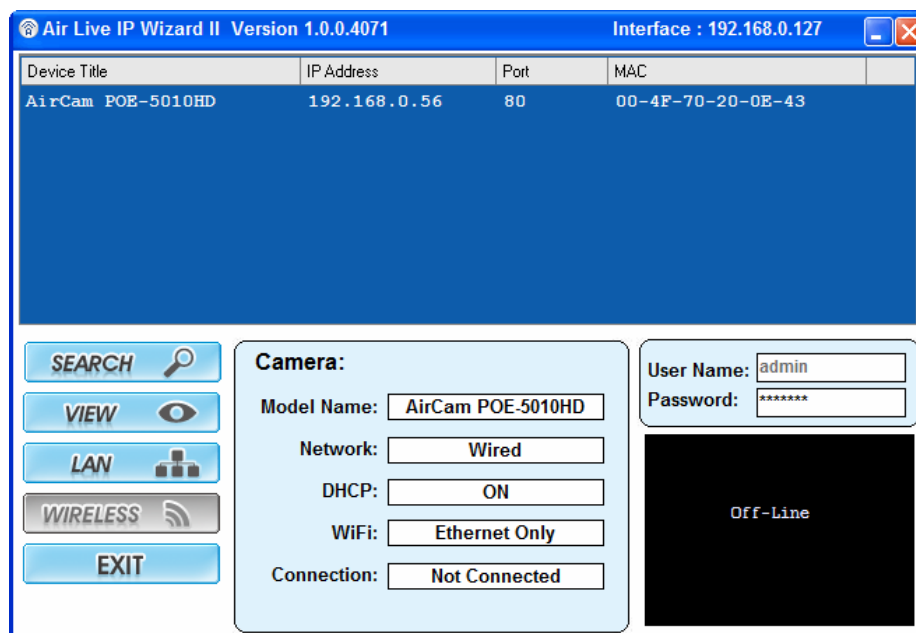 Air Live IP Wizard II Version 1.0.0.4071 Interface : 192.168.0.127
Device Title IP Address Port MAC
AirCam POE-5010HD 192.168.0.56 80 00-4F-70-20-0E-43
SEARCH
VIEW
LAN
WIRELESS
EXIT
Camera:
Model Name: AirCam POE-5010HD
Network: Wired
DHCP: ON
WiFi: Ethernet Only
Connection: Not Connected
User Name: admin
Password: *******
Off-Line